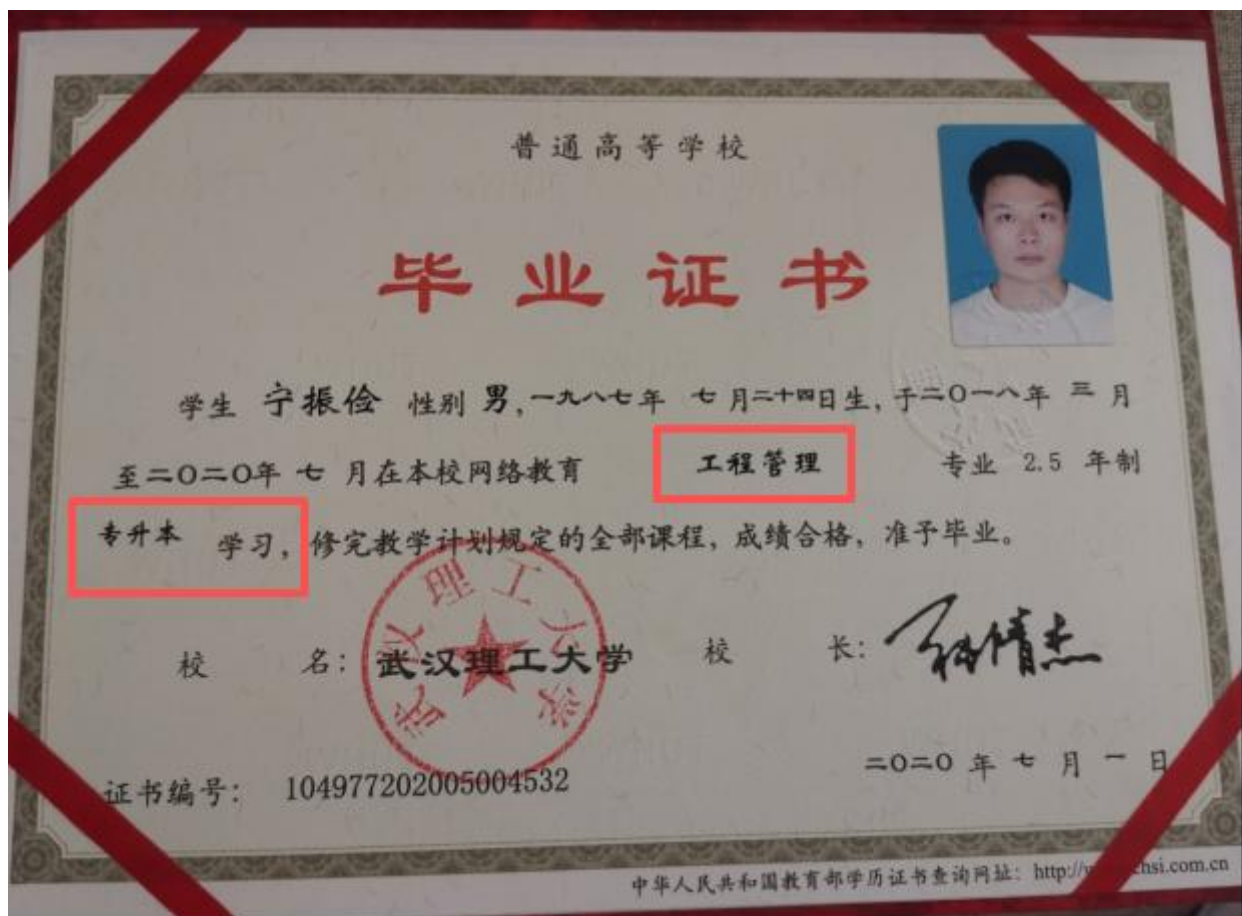 普通高等学校
毕业证书
学生 宁振俭 性别 男,一九八七年 七月二十四日生,于二〇一八年 三 月
至二〇二〇年 七 月在本校网络教育 工程管理 专业 2.5 年制
专升本 学习,修完教学计划规定的全部课程,成绩合格,准予毕业。
校 名:武汉理工大学 校 长:
武汉理工大学
二〇二〇 年 七 月 一 日
证书编号: 104977202005004532
中华人民共和国教育部学历证书查询网址: http://w chsi.com.cn